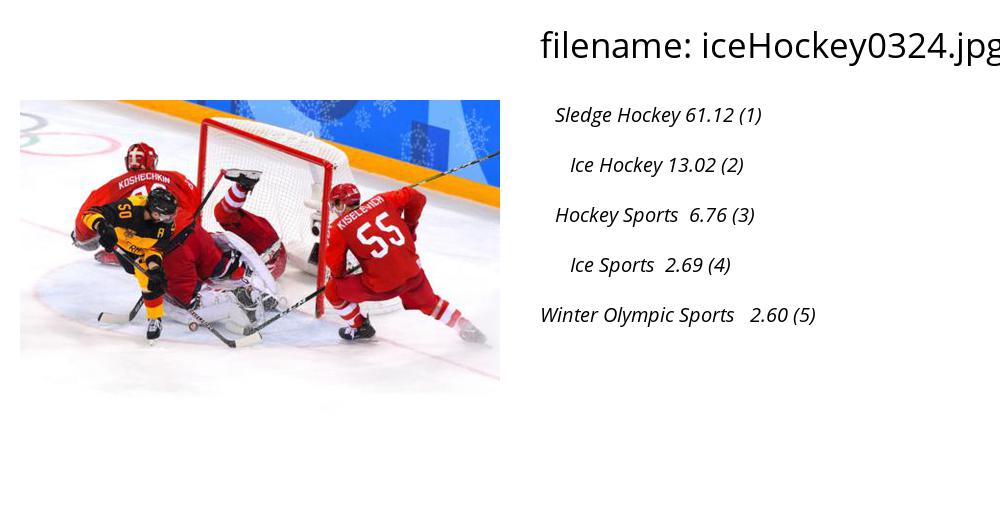 filename: iceHockey0324.jpg
Sledge Hockey 61.12 (1)
Ice Hockey 13.02 (2)
Hockey Sports 6.76 (3)
Ice Sports 2.69 (4)
Winter Olympic Sports 2.60 (5)
KOSHECHKIN
50
A
KISELEVICH
55